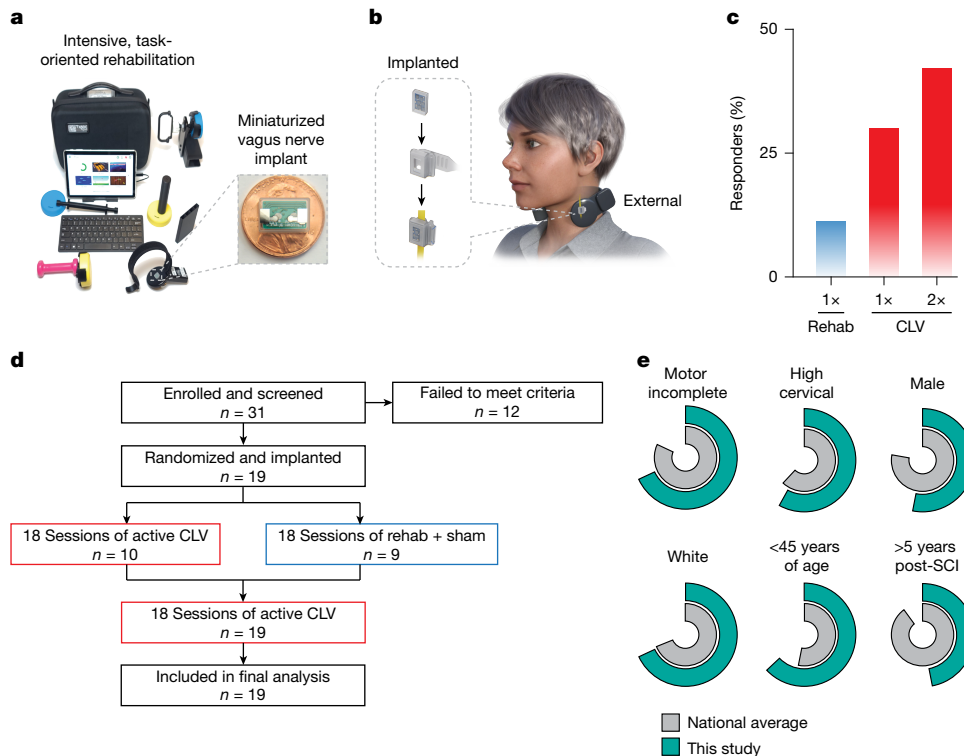 a
Intensive, task-
oriented rehabilitation
Miniaturized
vagus nerve
implant
b
Implanted
External
c
Responders (%)
50
25
0
1×
1×
2×
Rehab
CLV
d
Enrolled and screened
n = 31
Failed to meet criteria
n = 12
Randomized and implanted
n = 19
18 Sessions of active CLV
n = 10
18 Sessions of rehab + sham
n = 9
18 Sessions of active CLV
n = 19
Included in final analysis
n = 19
e
Motor
incomplete
High
cervical
Male
White
<45 years
of age
>5 years
post-SCI
National average
This study